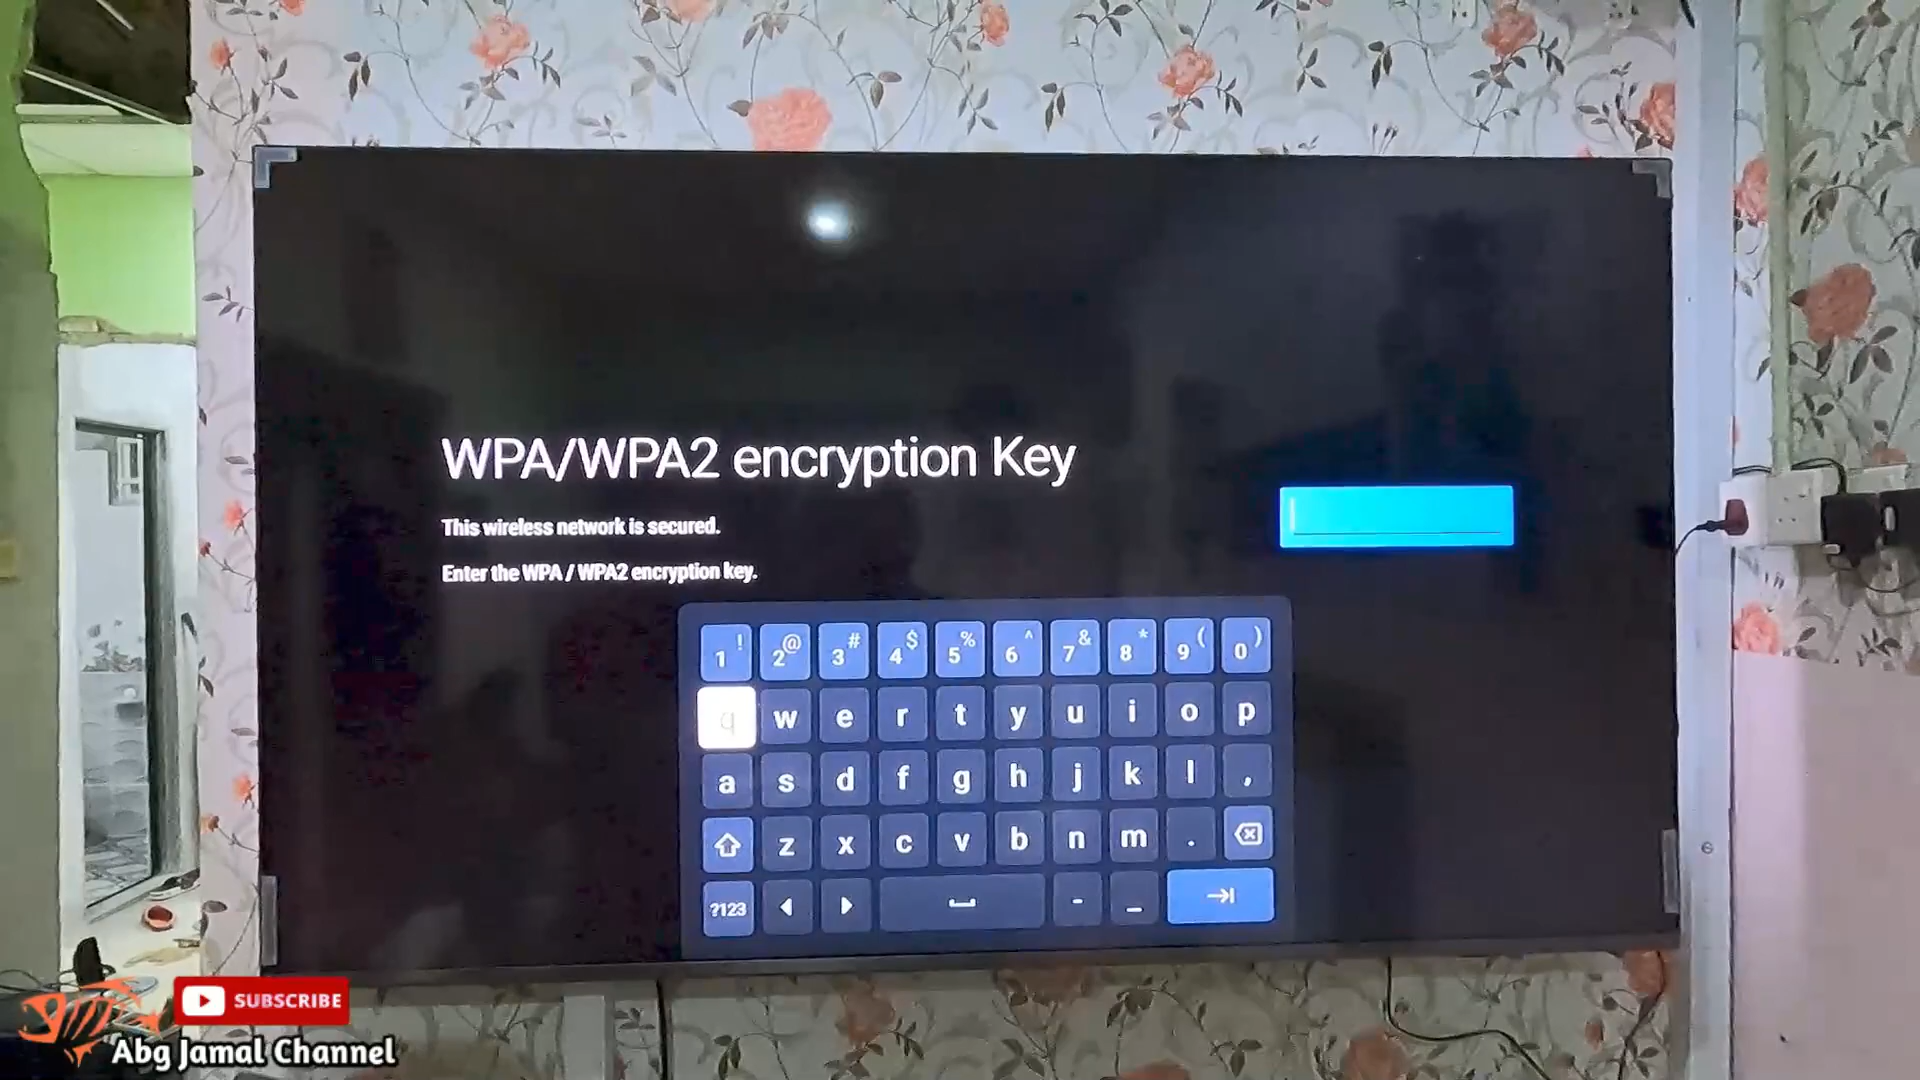 WPA/WPA2 encryption Key
This wireless network is secured.
Enter the WPA / WPA2 encryption key.
1 ! 2 @ 3 # 4 $ 5 % 6 ^ 7 & 8 * 9 ( 0 )
q w e r t y u i o p
a s d f g h j k l ,
z x c v b n m .
?123 - _
SUBSCRIBE
Abg Jamal Channel